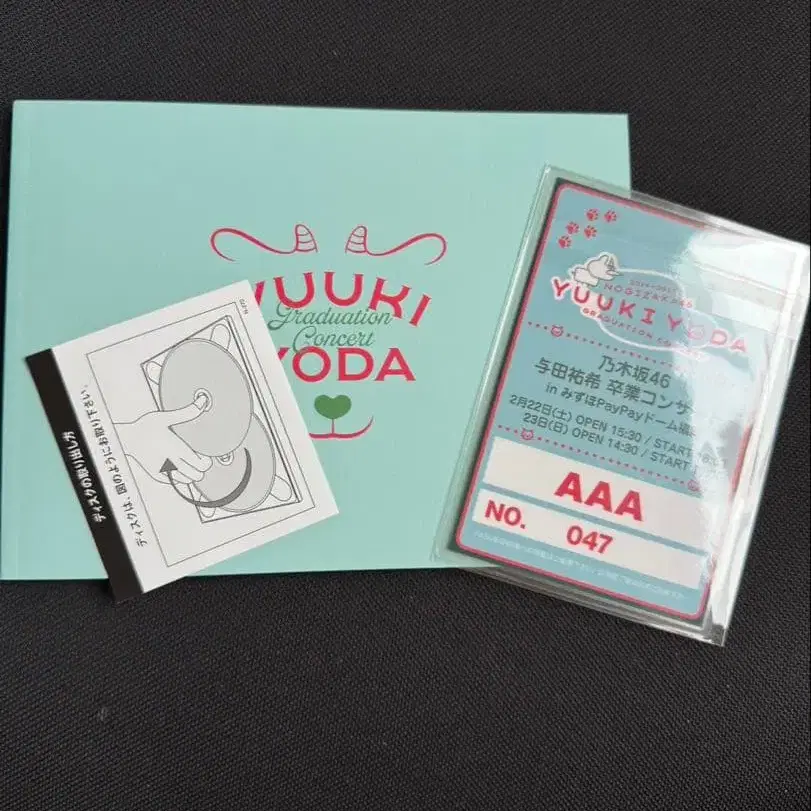 YUUKI
Graduation
Concert
YODA
ディスクの取り出し方
ディスクは、図のようにお取り下さい。
NOGIZAKA46
YUUKI YODA
GRADUATION
乃木坂46
与田祐希 卒業コンサ
in みずほPayPayドーム福
2月22日(土) OPEN 15:30 / START
23日(日) OPEN 14:30 / START
AAA
NO. 047